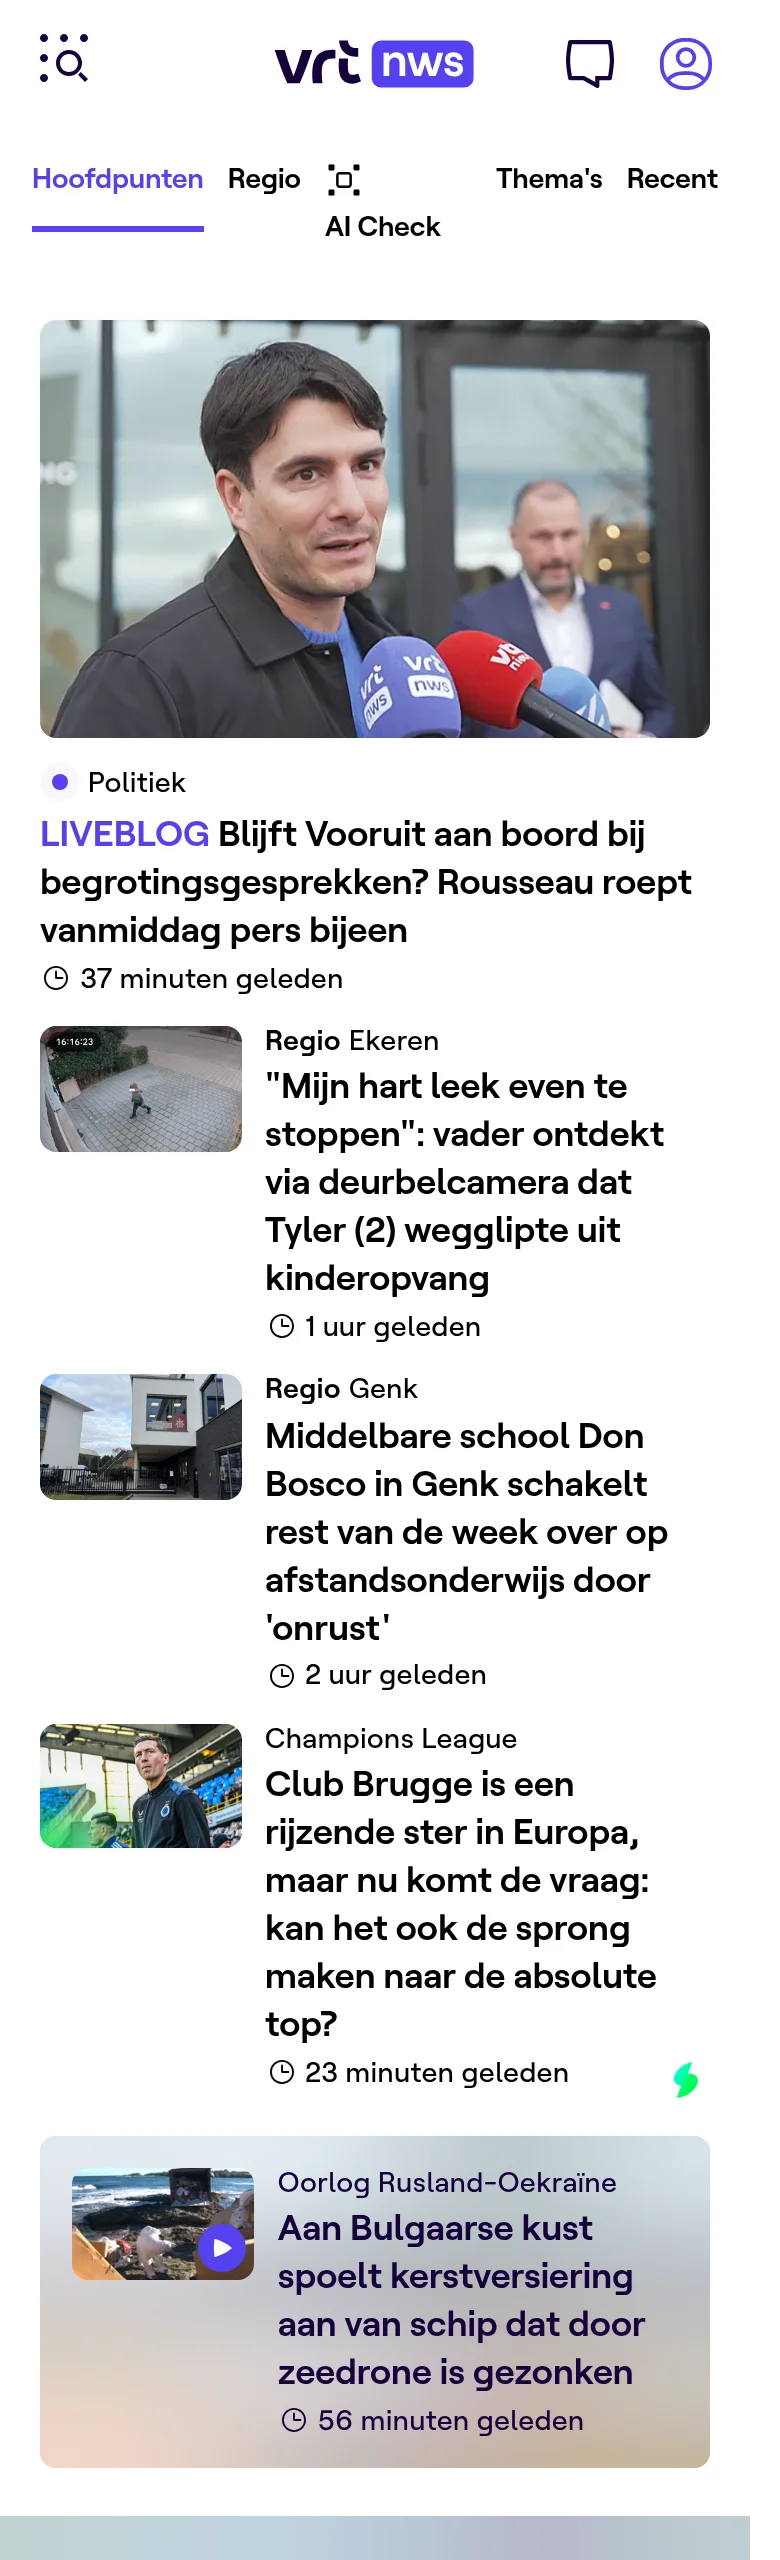 vrt nws
Hoofdpunten
Regio
AI Check
Thema's
Recent
NG
vrt
nws
vrt
nws
Politiek
LIVEBLOG Blijft Vooruit aan boord bij
begrotingsgesprekken? Rousseau roept
vanmiddag pers bijeen
37 minuten geleden
16:16:23
Regio Ekeren
"Mijn hart leek even te
stoppen": vader ontdekt
via deurbelcamera dat
Tyler (2) wegglipte uit
kinderopvang
1 uur geleden
Regio Genk
Middelbare school Don
Bosco in Genk schakelt
rest van de week over op
afstandsonderwijs door
'onrust'
2 uur geleden
Champions League
Club Brugge is een
rijzende ster in Europa,
maar nu komt de vraag:
kan het ook de sprong
maken naar de absolute
top?
23 minuten geleden
Oorlog Rusland-Oekraïne
Aan Bulgaarse kust
spoelt kerstversiering
aan van schip dat door
zeedrone is gezonken
56 minuten geleden